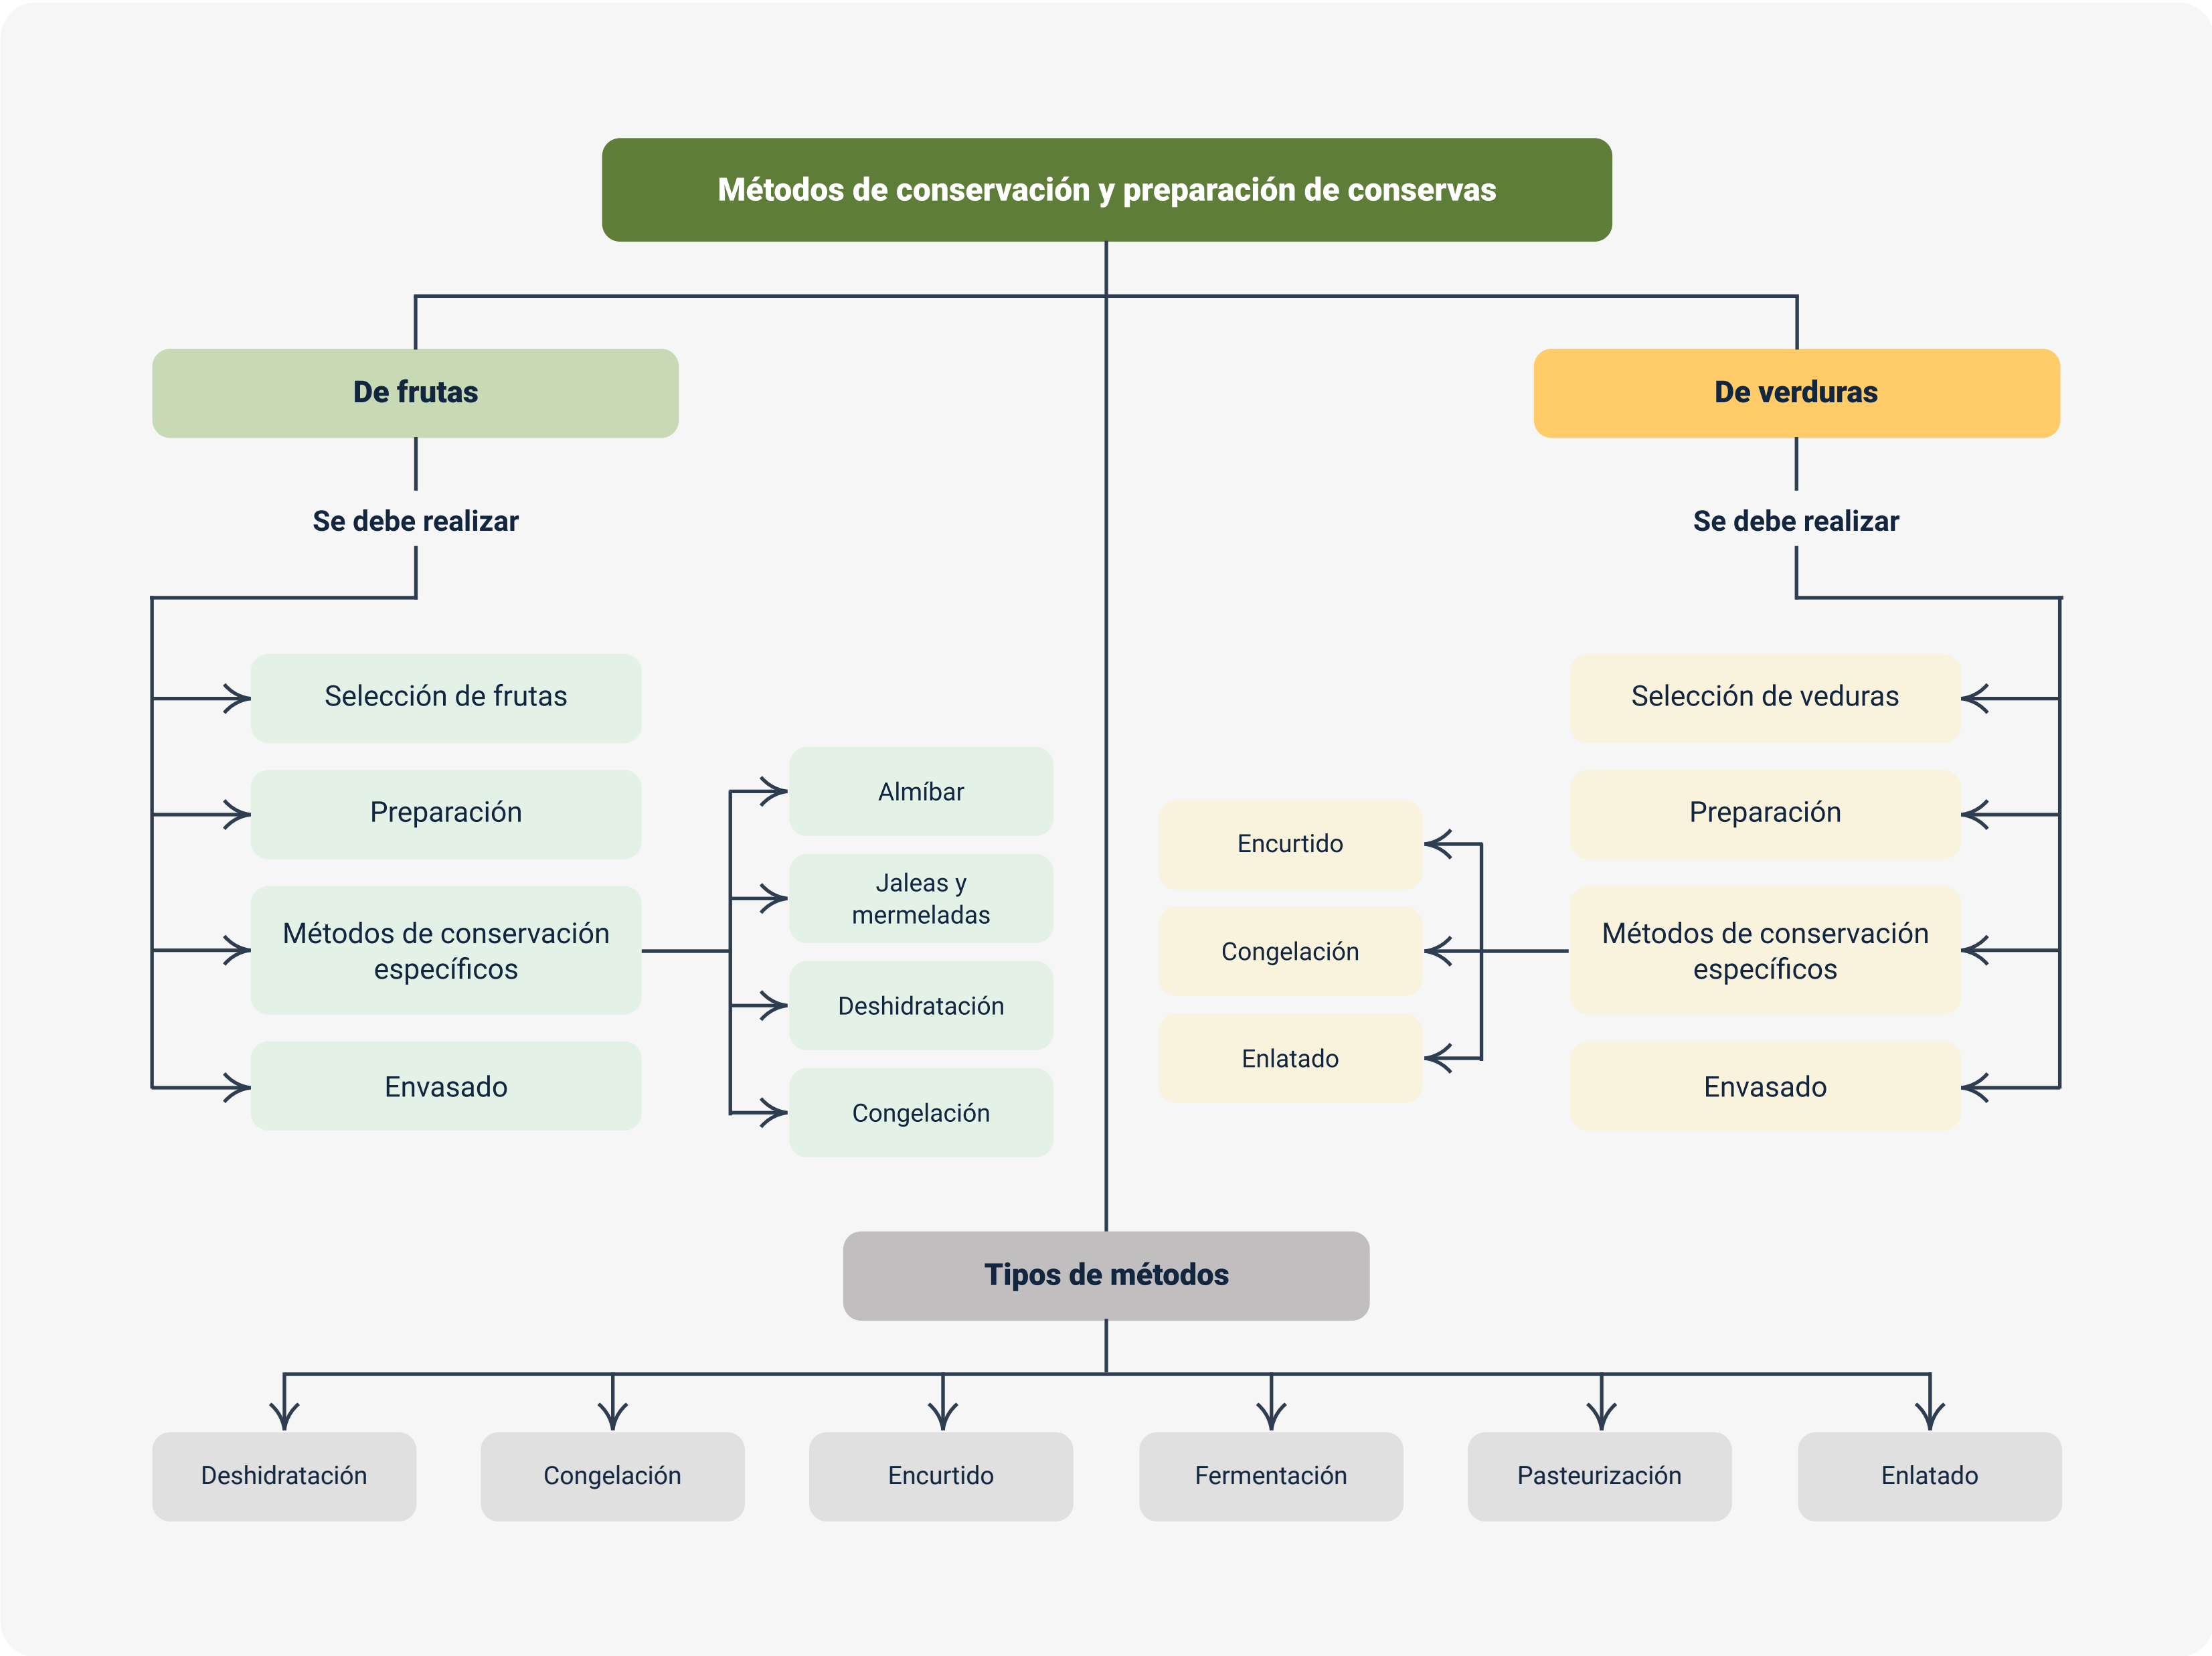 Métodos de conservación y preparación de conservas
De frutas
Se debe realizar
Selección de frutas
Preparación
Métodos de conservación
específicos
Envasado
Almíbar
Jaleas y
mermeladas
Deshidratación
Congelación
De verduras
Se debe realizar
Selección de veduras
Preparación
Métodos de conservación
específicos
Envasado
Encurtido
Congelación
Enlatado
Tipos de métodos
Deshidratación
Congelación
Encurtido
Fermentación
Pasteurización
Enlatado